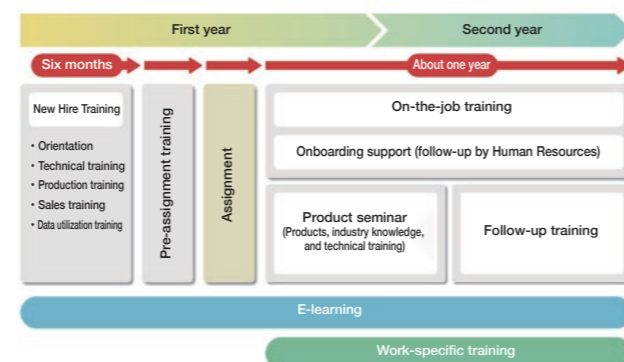 First year
Second year
Six months
About one year
New Hire Training
・Orientation
・Technical training
・Production training
・Sales training
・Data utilization training
Pre-assignment training
Assignment
On-the-job training
Onboarding support (follow-up by Human Resources)
Product seminar
(Products, industry knowledge,
and technical training)
Follow-up training
E-learning
Work-specific training